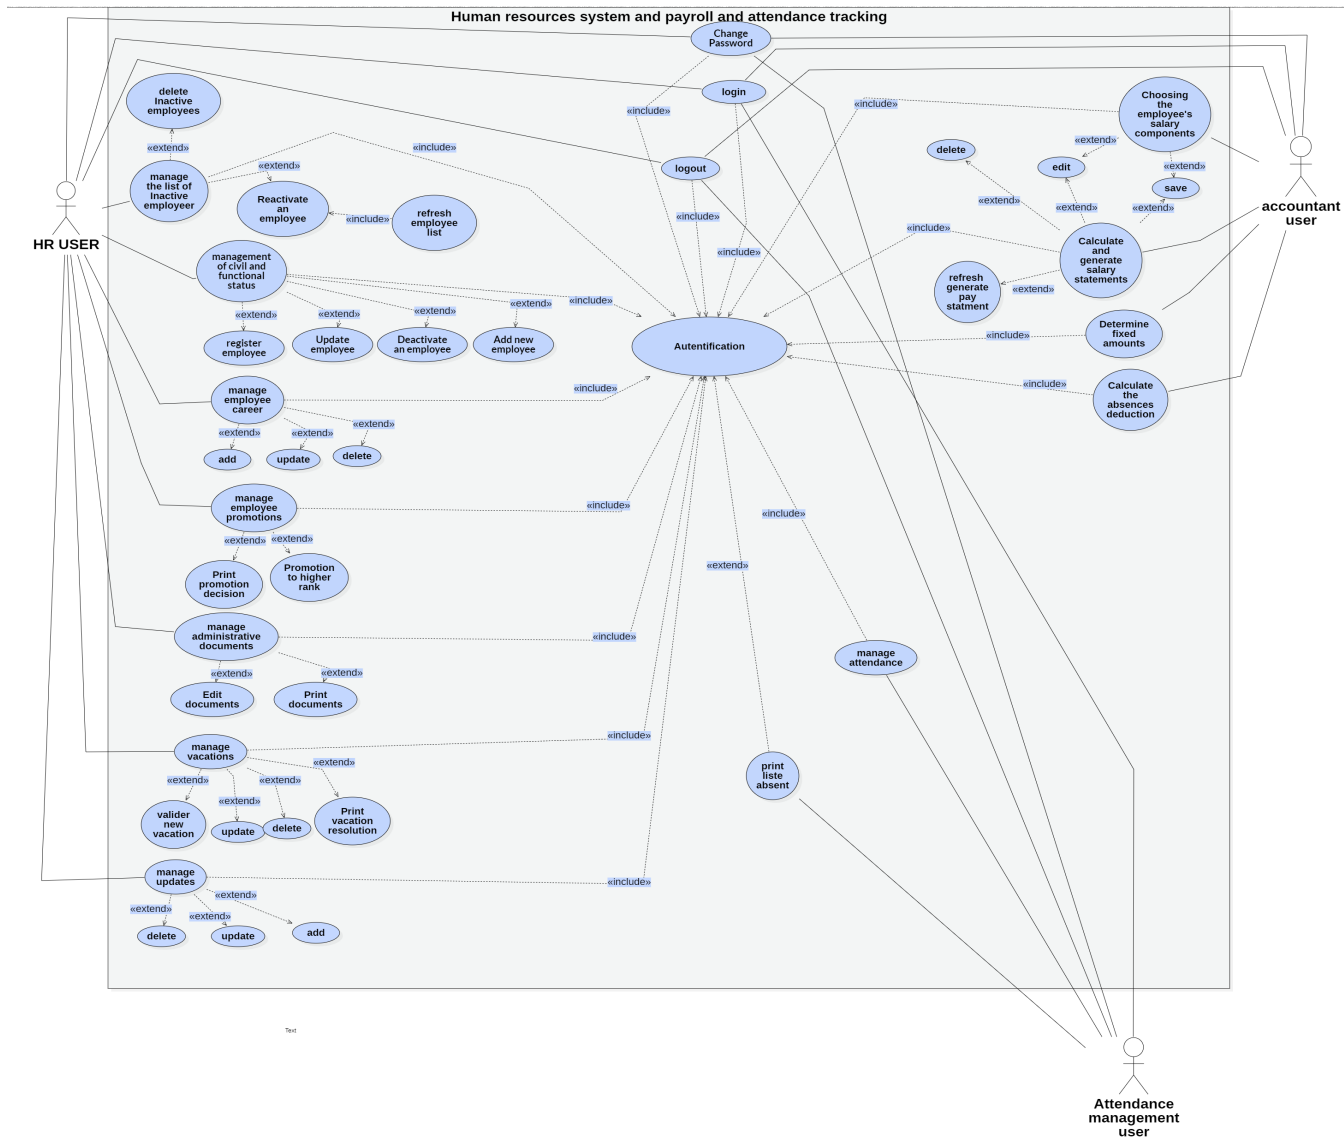 Human resources system and payroll and attendance tracking
Change
Password
login
logout
«include»
«include»
«include»
«include»
«include»
delete
Inactive
employees
«extend»
manage
the list of
Inactive
employeer
«extend»
«include»
Reactivate
an
employee
«include»
refresh
employee
list
HR USER
management
of civil and
functional
status
«include»
«extend»
«extend»
«extend»
«extend»
register
employee
Update
employee
Deactivate
an employee
Add new
employee
Autentification
Choosing
the
employee's
salary
components
«extend»
«extend»
delete
edit
save
«extend»
«extend»
«extend»
accountant
user
«include»
Calculate
and
generate
salary
statements
refresh
generate
pay
statment
«extend»
Determine
fixed
amounts
«include»
Calculate
the
absences
deduction
manage
employee
career
«include»
«extend»
«extend»
«extend»
add
update
delete
manage
employee
promotions
«include»
«extend»
«extend»
Print
promotion
decision
Promotion
to higher
rank
«include»
«extend»
manage
administrative
documents
«include»
«extend»
«extend»
Edit
documents
Print
documents
manage
attendance
manage
vacations
«include»
«extend»
«extend»
«extend»
«extend»
valider
new
vacation
update
delete
Print
vacation
resolution
print
liste
absent
manage
updates
«include»
«extend»
«extend»
«extend»
delete
update
add
Text
Attendance
management
user